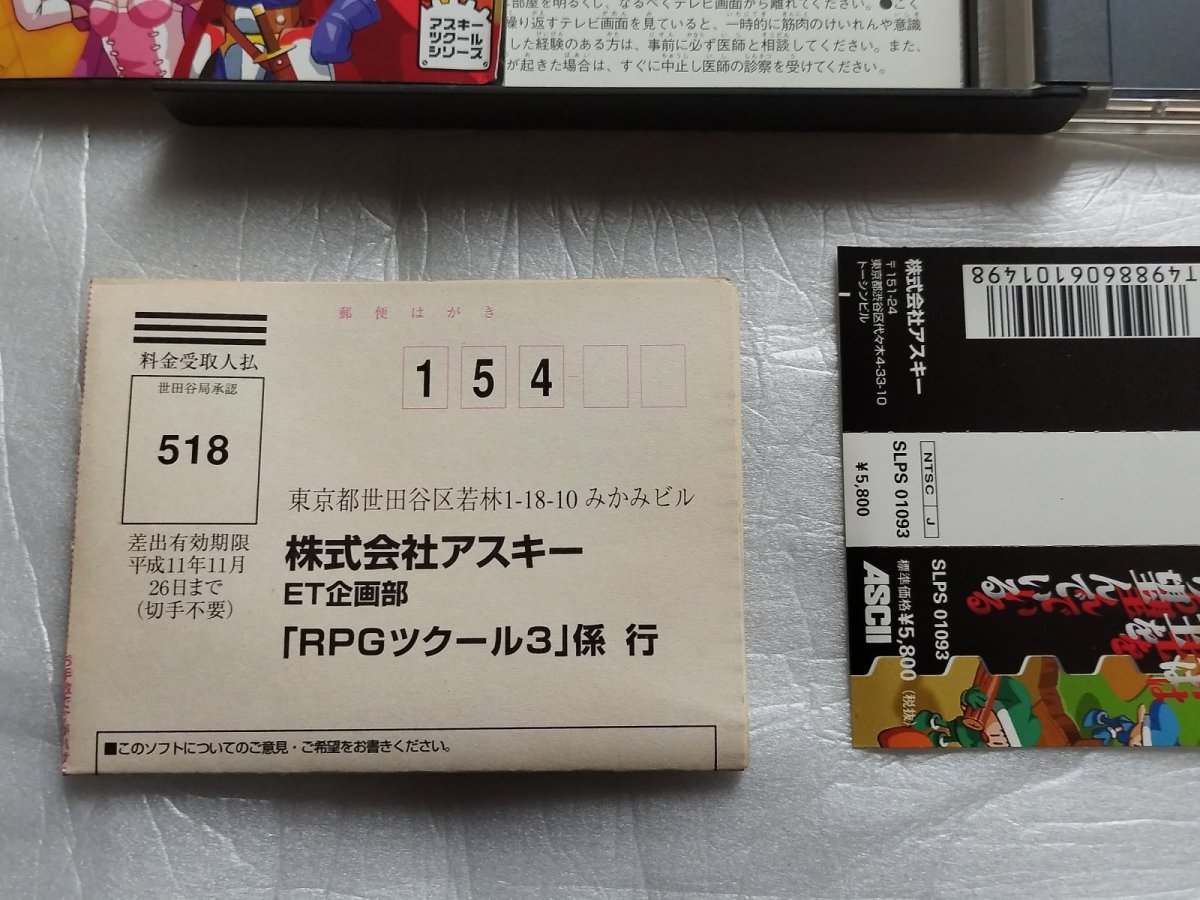 アスキー
スクール
ツクリーズ
部屋を明るくし、なるべくテレビ画面から離れてください。●ごく
繰り返すテレビ画面を見ていると、一時的に筋肉のけいれんや意識
した経験のある方は、事前に必ず医師と相談してください。また、
が起きた場合は、すぐに中止し医師の診察を受けてください。
郵便はがき
154
料金受取人払
世田谷局承認
518
差出有効期限
平成11年11月
26日まで
(切手不要)
東京都世田谷区若林1-18-10 みかみビル
株式会社アスキー
ET企画部
「RPGツクール3」係 行
■このソフトについてのご意見・ご希望をお書きください。
T4988606101498
株式会社アスキー
〒151-24
東京都渋谷区代々木4-33-10
トーシンビル
NTSC J
SLPS 01093
¥5,800
SLPS 01093
標準価格¥5,800(税抜)
ASCII
望んでいる